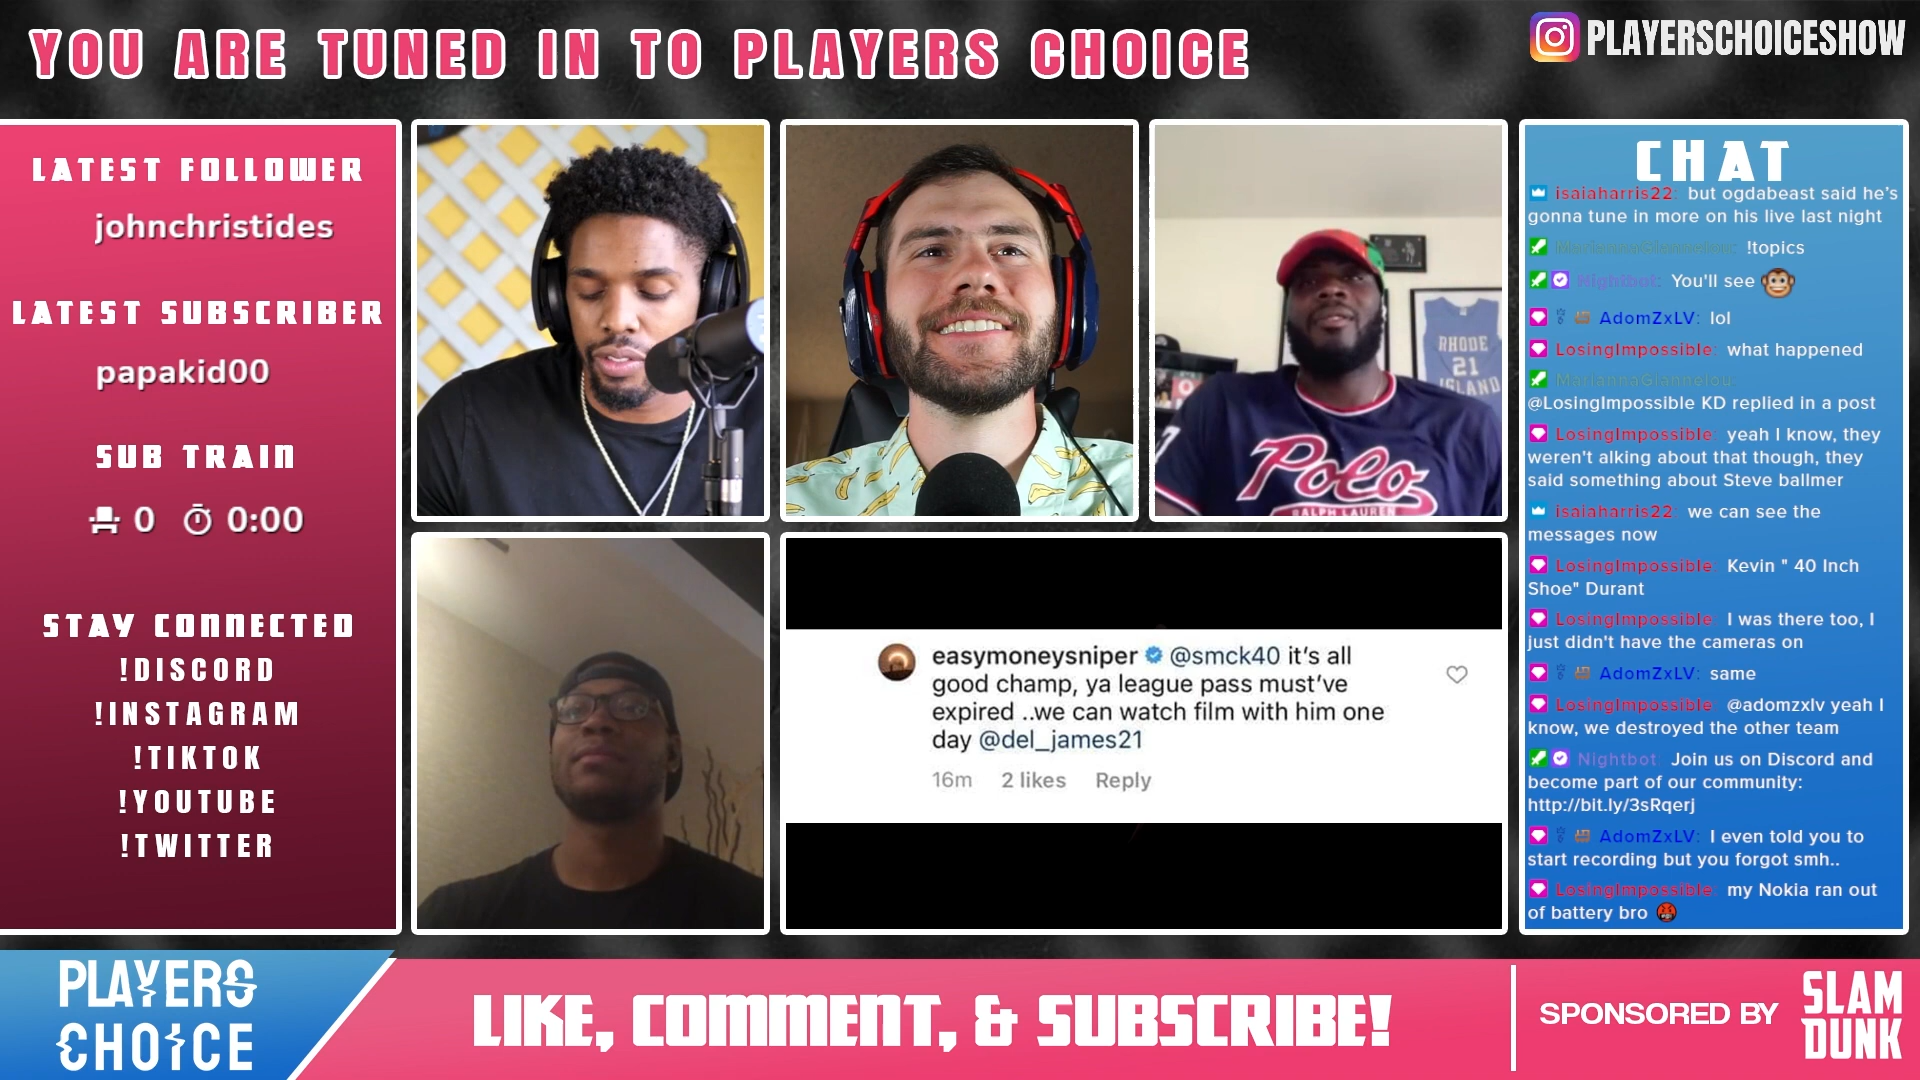 YOU ARE TUNED IN TO PLAYERS CHOICE
PLAYERSCHOICESHOW
LATEST FOLLOWER
johnchristides
LATEST SUBSCRIBER
papakid00
SUB TRAIN
0 0:00
STAY CONNECTED
!DISCORD
!INSTAGRAM
!TIKTOK
!YOUTUBE
!TWITTER
RHODE
21
ISLAND
Polo
RALPH LAUREN
easymoneysniper @smck40 it’s all
good champ, ya league pass must’ve
expired ..we can watch film with him one
day @del_james21
16m 2 likes Reply
CHAT
isaiaharris22: but ogdabeast said he's
gonna tune in more on his live last night
MariannaGiannelou: !topics
Nightbot: You'll see
AdomZxLV: lol
LosingImpossible: what happened
MariannaGiannelou:
@LosingImpossible KD replied in a post
LosingImpossible: yeah I know, they
weren't alking about that though, they
said something about Steve ballmer
isaiaharris22: we can see the
messages now
LosingImpossible: Kevin " 40 Inch
Shoe" Durant
LosingImpossible: I was there too, I
just didn't have the cameras on
AdomZxLV: same
LosingImpossible: @adomzxlv yeah I
know, we destroyed the other team
Nightbot: Join us on Discord and
become part of our community:
http://bit.ly/3sRqerj
AdomZxLV: I even told you to
start recording but you forgot smh..
LosingImpossible: my Nokia ran out
of battery bro
PLAYERS
CHOICE
LIKE, COMMENT, & SUBSCRIBE!
SPONSORED BY
SLAM
DUNK